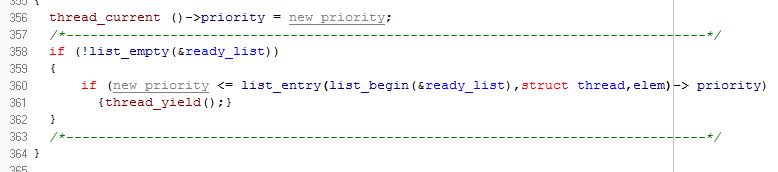 355 {
356 thread_current ()->priority = new_priority;
357 /*--------------------------------------------------------------------------------*/
358 if (!list_empty(&ready_list))
359 {
360 if (new_priority <= list_entry(list_begin(&ready_list),struct thread,elem)-> priority)
361 {thread_yield();}
362 }
363 /*--------------------------------------------------------------------------------*/
364 }
365